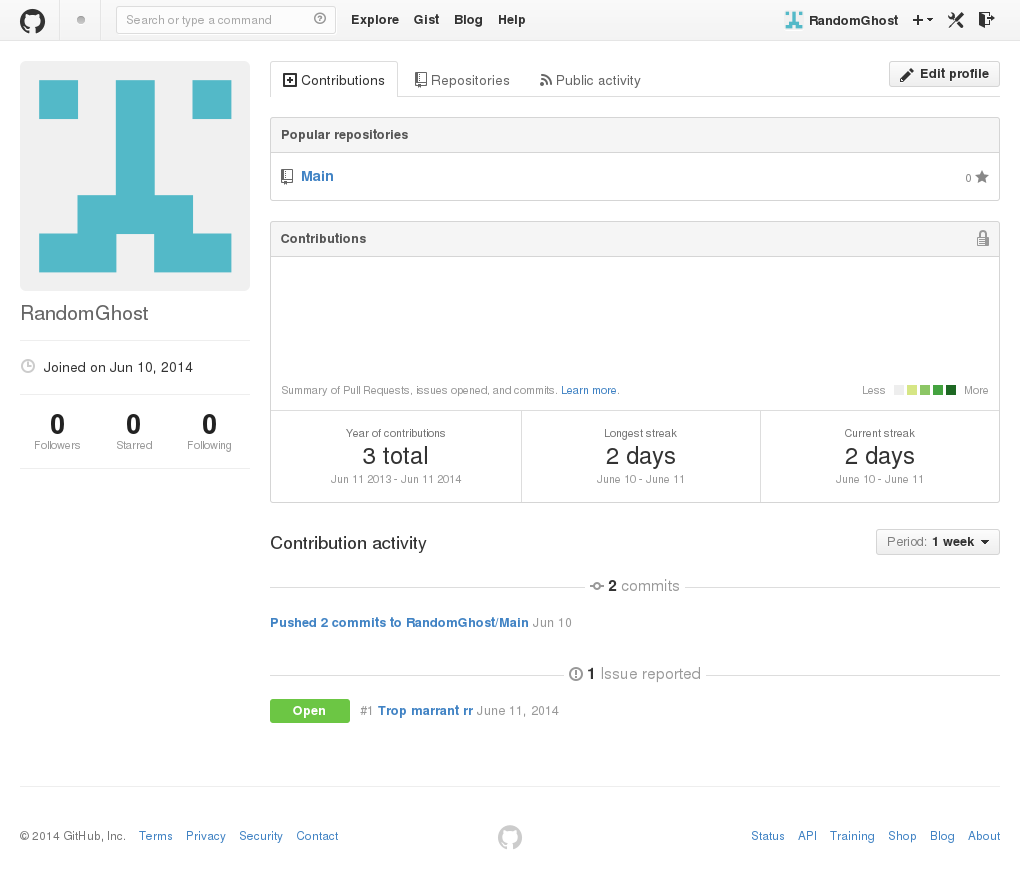 Search or type a command
Explore Gist Blog Help
RandomGhost
Contributions Repositories Public activity
Edit profile
RandomGhost
Joined on Jun 10, 2014
0 0 0
Followers Starred Following
Popular repositories
Main 0
Contributions
Summary of Pull Requests, issues opened, and commits. Learn more.
Less More
Year of contributions
3 total
Jun 11 2013 - Jun 11 2014
Longest streak
2 days
June 10 - June 11
Current streak
2 days
June 10 - June 11
Contribution activity
Period: 1 week
2 commits
Pushed 2 commits to RandomGhost/Main Jun 10
1 Issue reported
Open #1 Trop marrant rr June 11, 2014
© 2014 GitHub, Inc. Terms Privacy Security Contact
Status API Training Shop Blog About